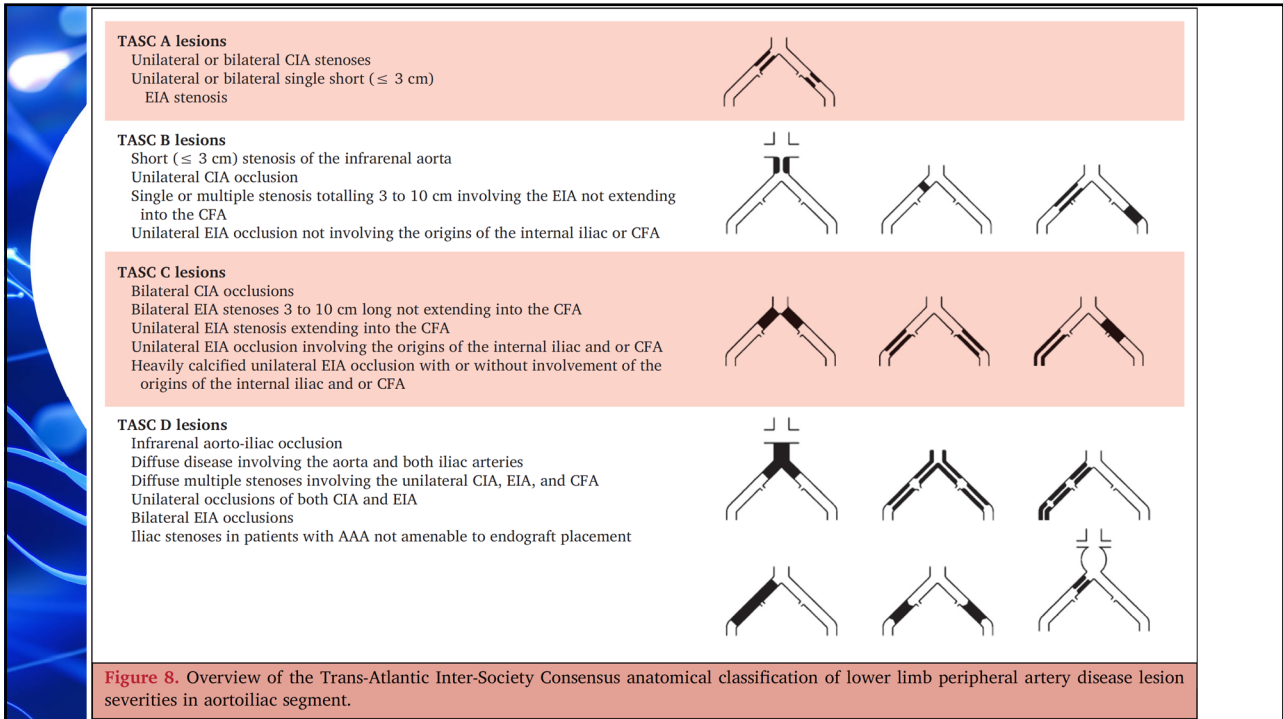 TASC A lesions
Unilateral or bilateral CIA stenoses
Unilateral or bilateral single short (≤ 3 cm)
EIA stenosis
TASC B lesions
Short (≤ 3 cm) stenosis of the infrarenal aorta
Unilateral CIA occlusion
Single or multiple stenosis totalling 3 to 10 cm involving the EIA not extending
into the CFA
Unilateral EIA occlusion not involving the origins of the internal iliac or CFA
TASC C lesions
Bilateral CIA occlusions
Bilateral EIA stenoses 3 to 10 cm long not extending into the CFA
Unilateral EIA stenosis extending into the CFA
Unilateral EIA occlusion involving the origins of the internal iliac and or CFA
Heavily calcified unilateral EIA occlusion with or without involvement of the
origins of the internal iliac and or CFA
TASC D lesions
Infrarenal aorto-iliac occlusion
Diffuse disease involving the aorta and both iliac arteries
Diffuse multiple stenoses involving the unilateral CIA, EIA, and CFA
Unilateral occlusions of both CIA and EIA
Bilateral EIA occlusions
Iliac stenoses in patients with AAA not amenable to endograft placement
Figure 8. Overview of the Trans-Atlantic Inter-Society Consensus anatomical classification of lower limb peripheral artery disease lesion
severities in aortoiliac segment.